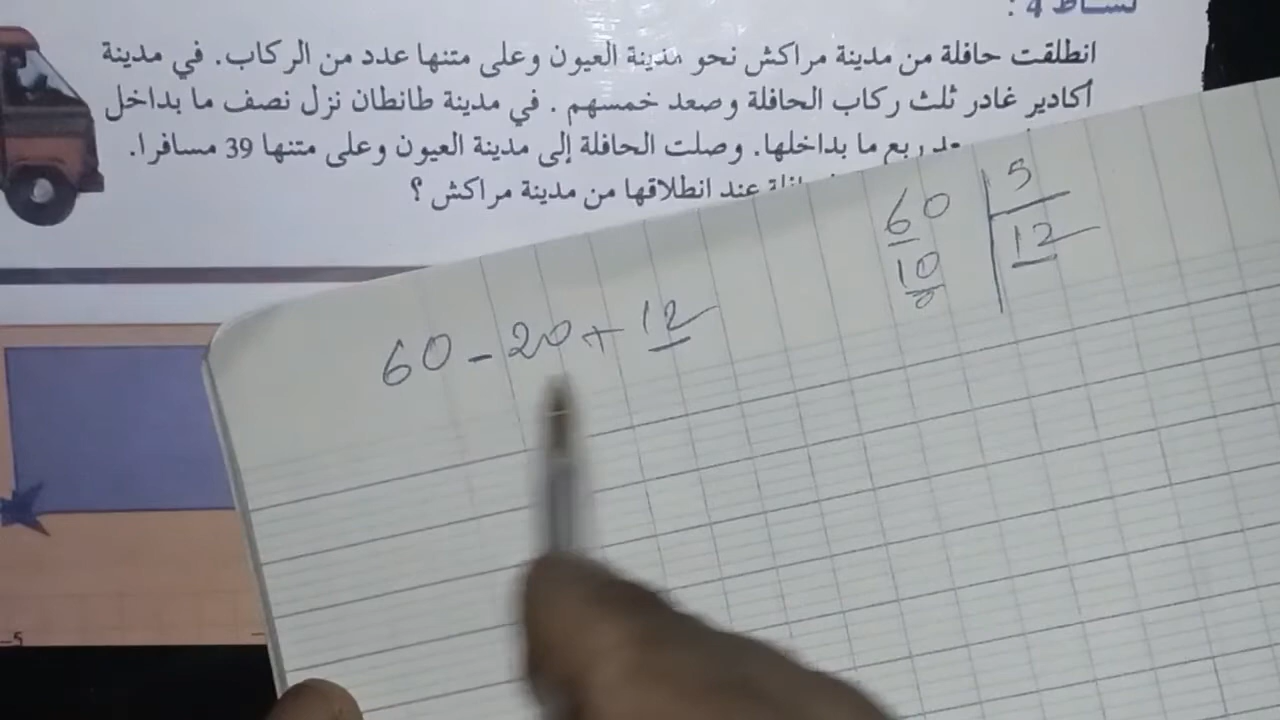 نشاط 4 :
انطلقت حافلة من مدينة مراكش نحو مدينة العيون وعلى متنها عدد من الركاب. في مدينة
أكادير غادر ثلث ركاب الحافلة وصعد خمسهم . في مدينة طانطان نزل نصف ما بداخل
ربع ما بداخلها. وصلت الحافلة إلى مدينة العيون وعلى متنها 39 مسافرا.
عند انطلاقها من مدينة مراكش ؟
60 5
10 12
0
60 - 20 + 12
-5